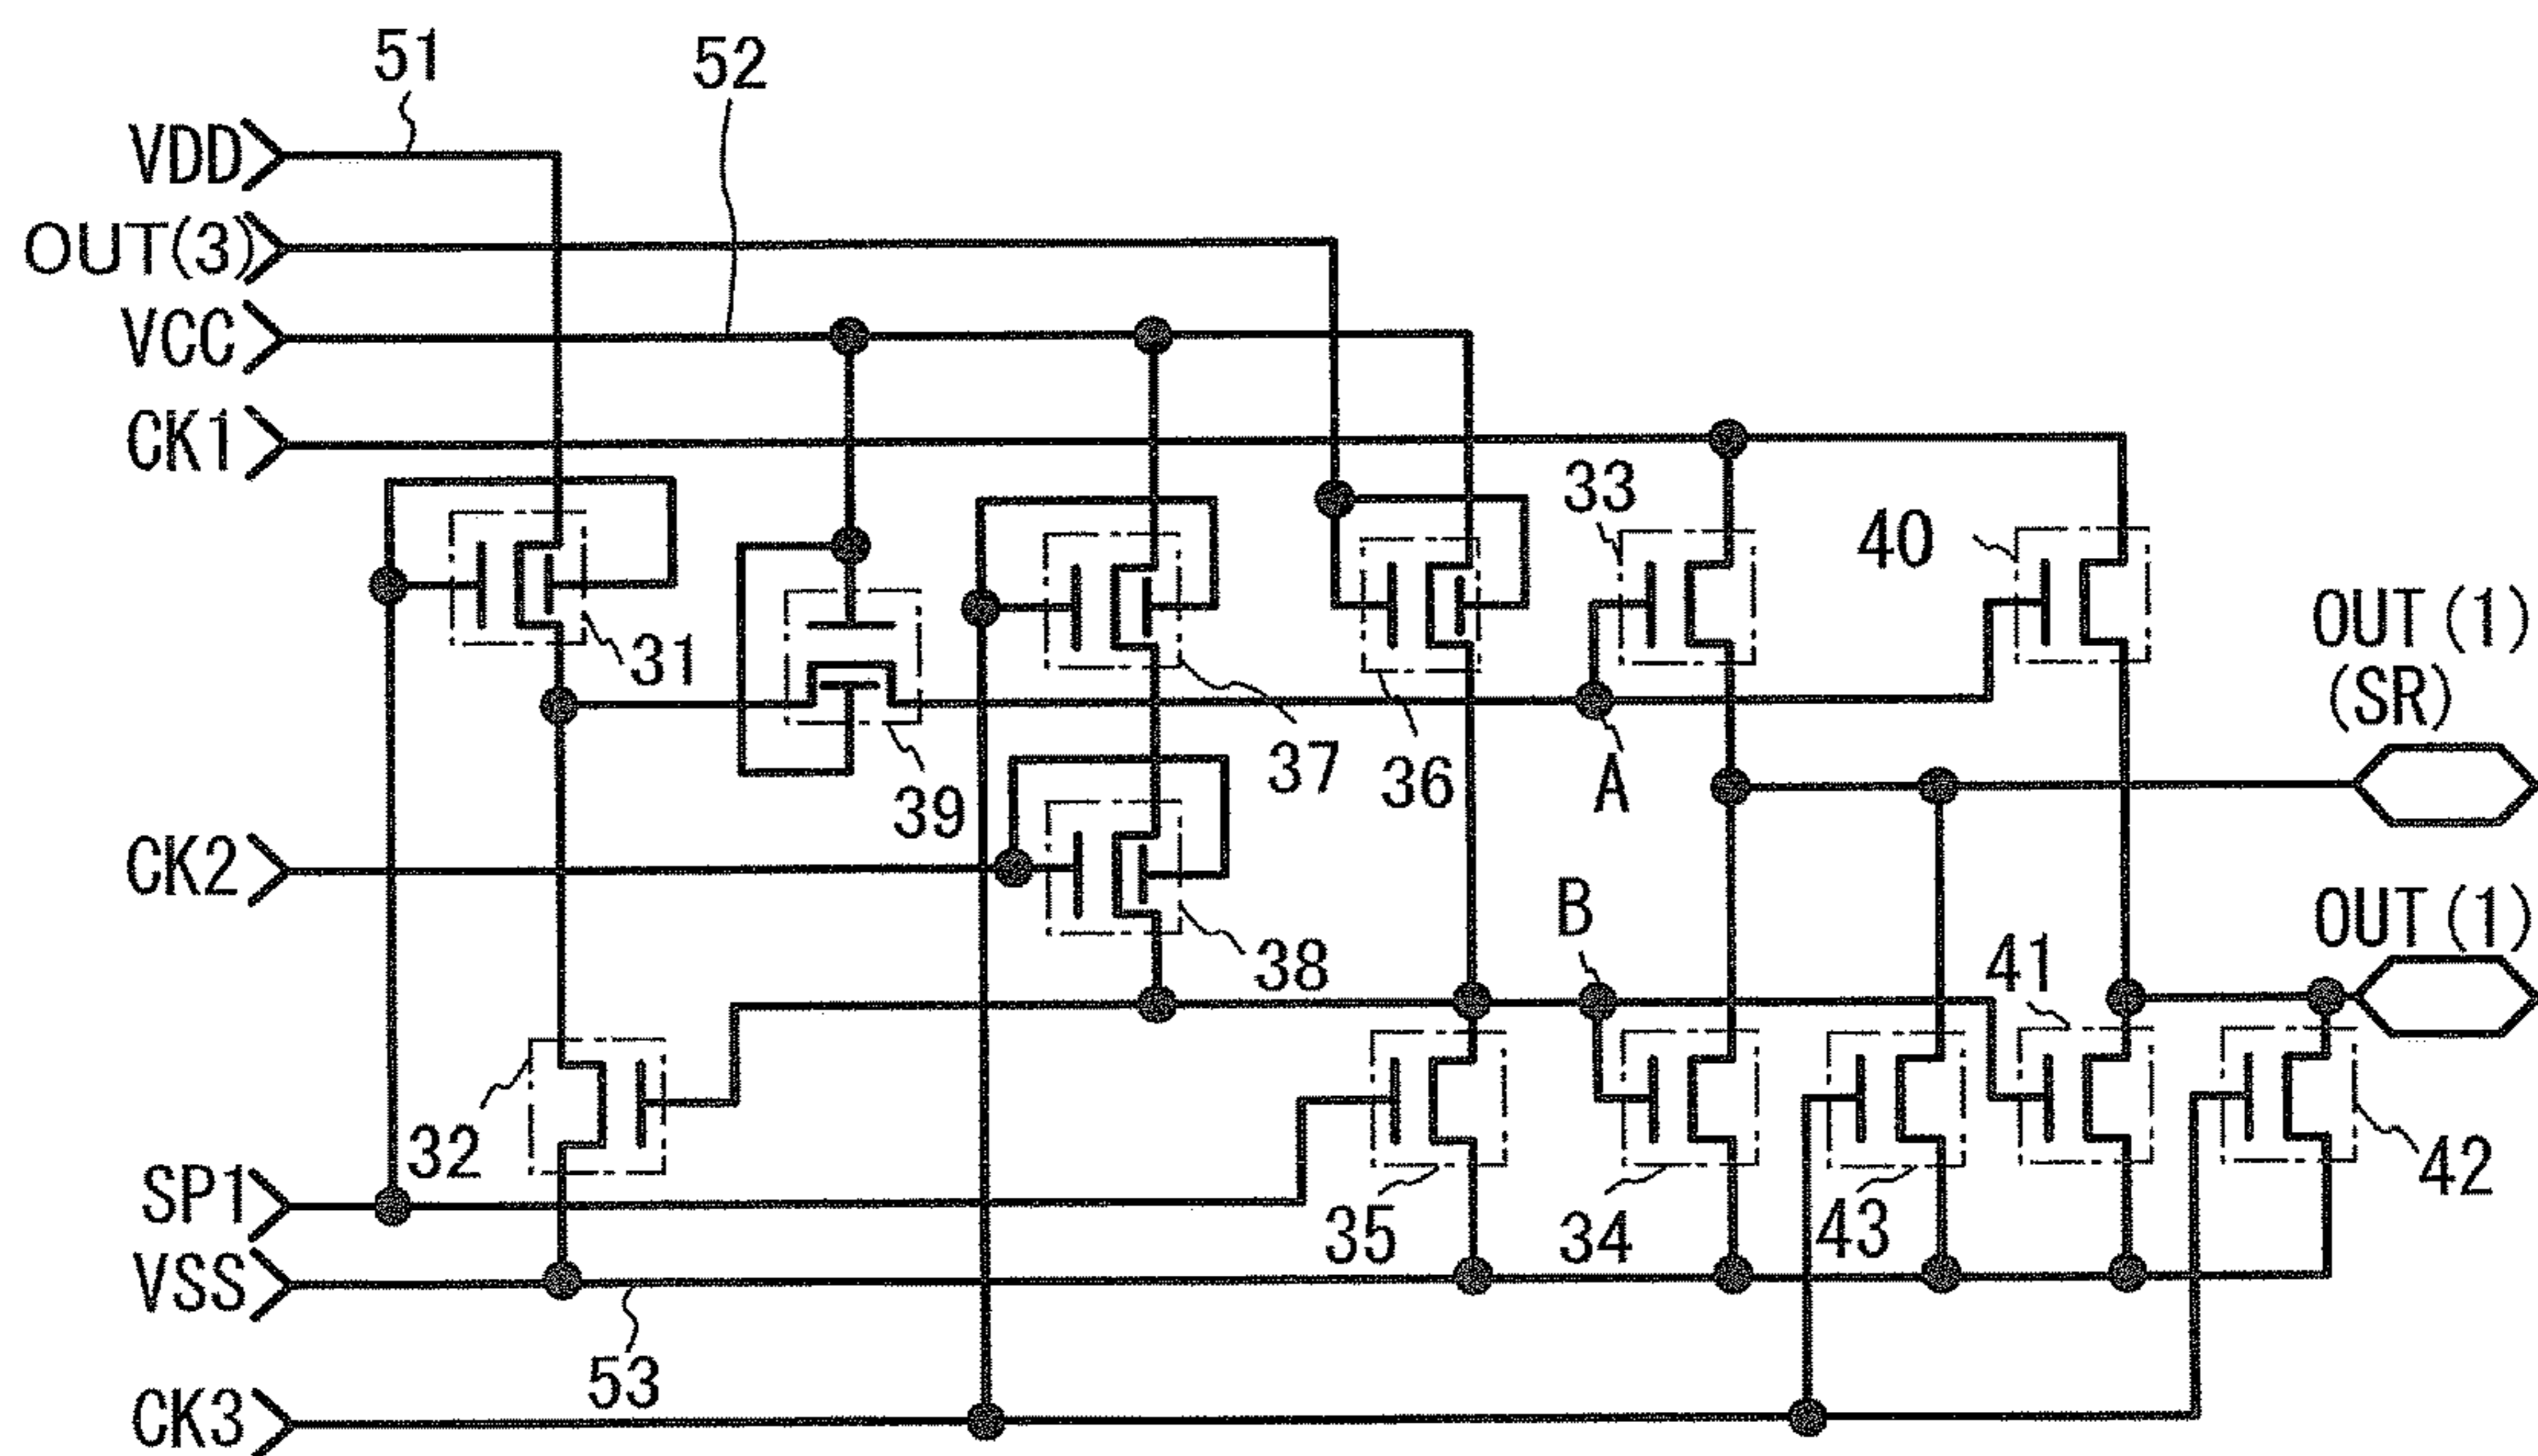 51
52
VDD
OUT(3)
VCC
CK1
33
40
31
OUT (1)
(SR)
37
36
A
39
CK2
B
OUT (1)
38
41
32
SP1
35
34
43
42
VSS
53
CK3